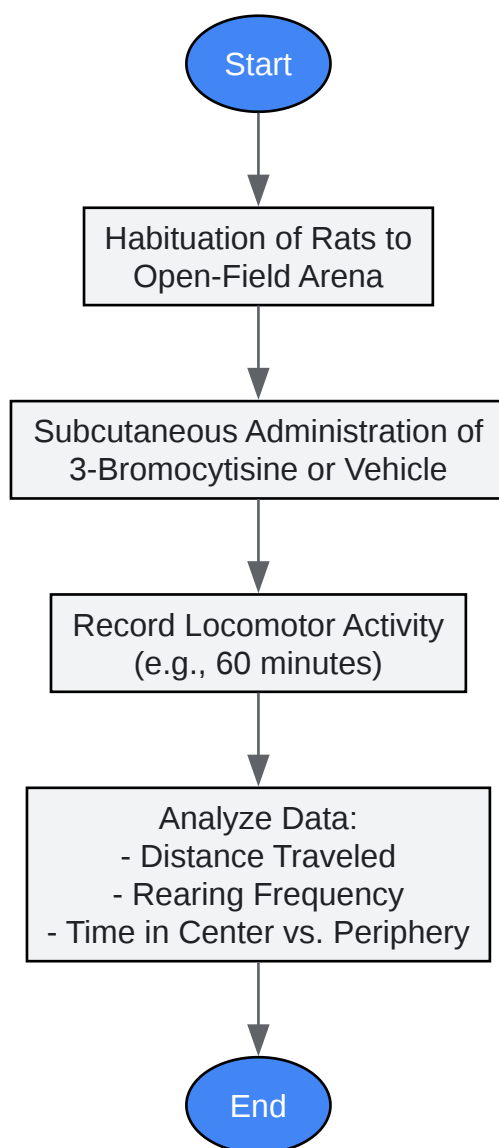 Start
Habituation of Rats to
Open-Field Arena
Subcutaneous Administration of
3-Bromocytisine or Vehicle
Record Locomotor Activity
(e.g., 60 minutes)
Analyze Data:
- Distance Traveled
- Rearing Frequency
- Time in Center vs. Periphery
End